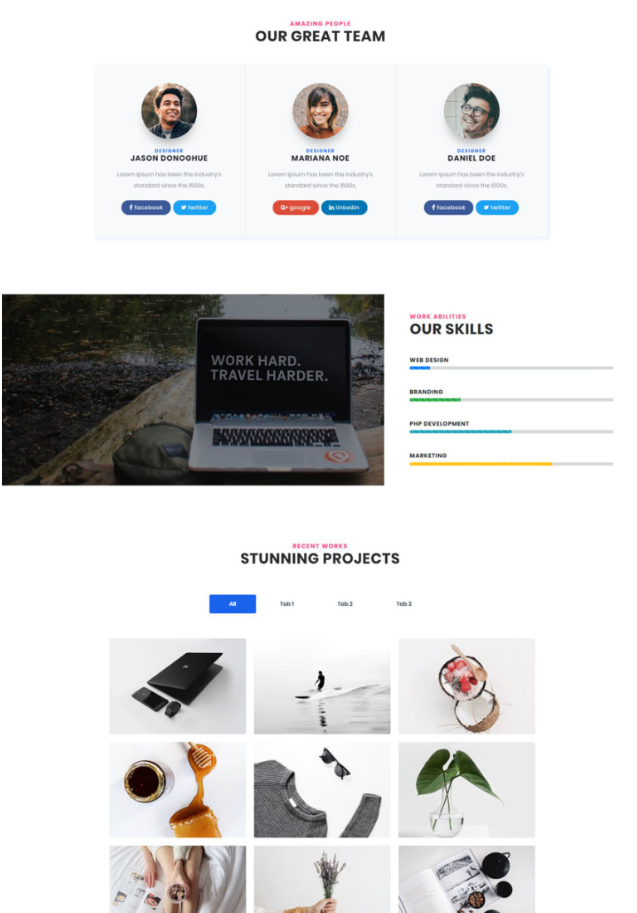 AMAZING PEOPLE
OUR GREAT TEAM
DESIGNER
JASON DONOGHUE
Lorem Ipsum has been the industry's
standard since the 1500s.
facebook
twitter
DESIGNER
MARIANA NOE
Lorem Ipsum has been the industry's
standard since the 1500s.
G+ google
in linkedin
DESIGNER
DANIEL DOE
Lorem Ipsum has been the industry's
standard since the 1500s.
facebook
twitter
WORK HARD.
TRAVEL HARDER.
WORK ABILITIES
OUR SKILLS
WEB DESIGN
BRANDING
PHP DEVELOPMENT
MARKETING
RECENT WORKS
STUNNING PROJECTS
All
Tab 1
Tab 2
Tab 3